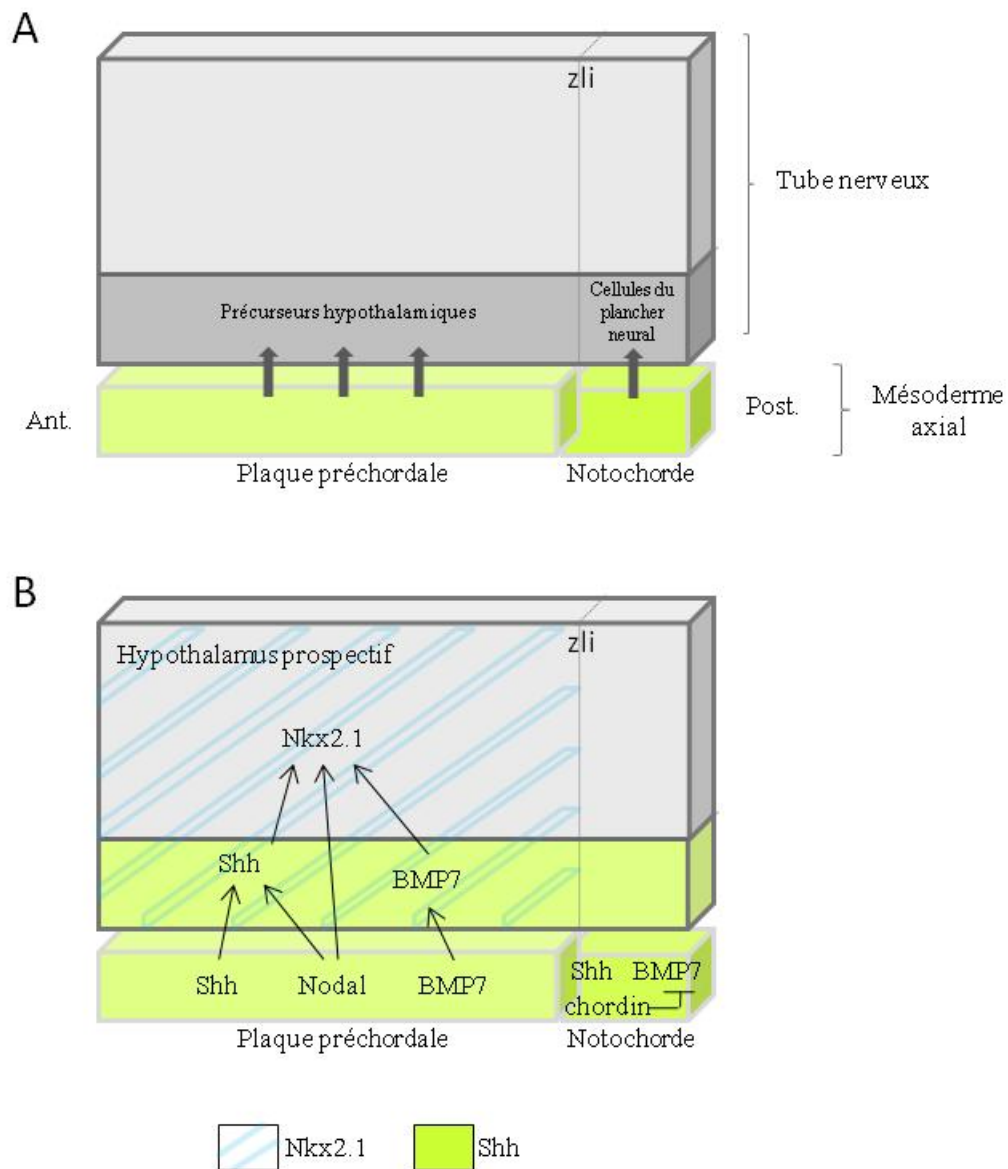 A
zli
Tube nerveux
Précurseurs hypothalamiques
Cellules du
plancher
neural
Ant.
Post.
Mésoderme
axial
Plaque préchordale
Notochorde
B
zli
Hypothalamus prospectif
Nkx2.1
Shh
BMP7
Shh
Nodal
BMP7
Shh BMP7
chordin
Plaque préchordale
Notochorde
Nkx2.1
Shh